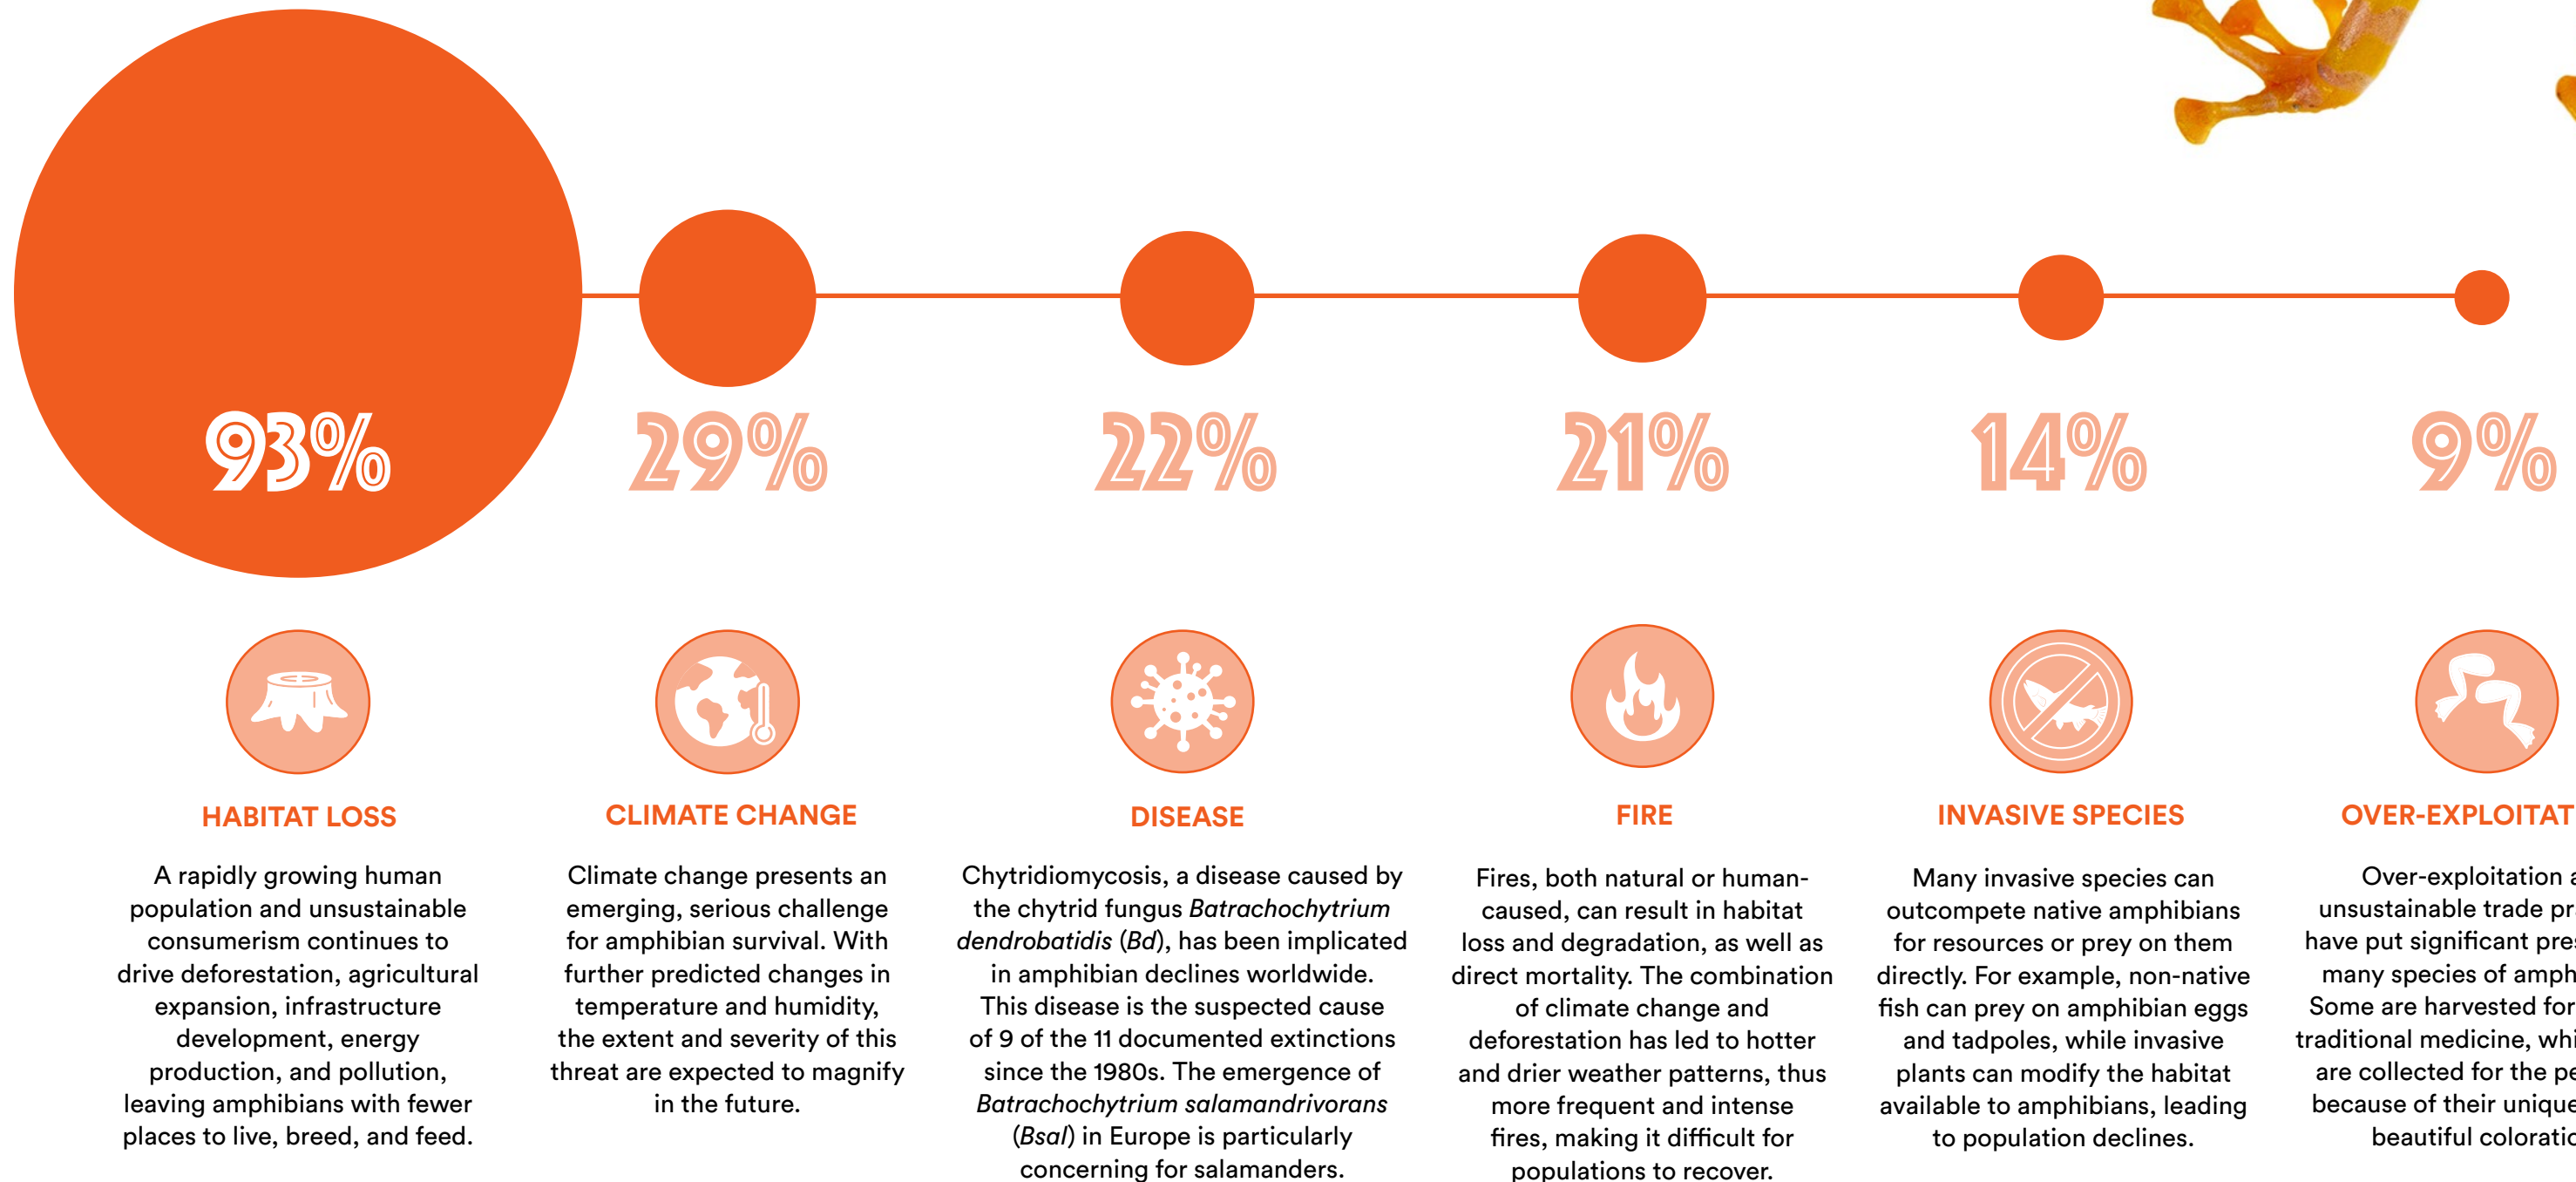 93%
29%
22%
21%
14%
9%
HABITAT LOSS
A rapidly growing human
population and unsustainable
consumerism continues to
drive deforestation, agricultural
expansion, infrastructure
development, energy
production, and pollution,
leaving amphibians with fewer
places to live, breed, and feed.
CLIMATE CHANGE
Climate change presents an
emerging, serious challenge
for amphibian survival. With
further predicted changes in
temperature and humidity,
the extent and severity of this
threat are expected to magnify
in the future.
DISEASE
Chytridiomycosis, a disease caused by
the chytrid fungus Batrachochytrium
dendrobatidis (Bd), has been implicated
in amphibian declines worldwide.
This disease is the suspected cause
of 9 of the 11 documented extinctions
since the 1980s. The emergence of
Batrachochytrium salamandrivorans
(Bsal) in Europe is particularly
concerning for salamanders.
FIRE
Fires, both natural or human-
caused, can result in habitat
loss and degradation, as well as
direct mortality. The combination
of climate change and
deforestation has led to hotter
and drier weather patterns, thus
more frequent and intense
fires, making it difficult for
populations to recover.
INVASIVE SPECIES
Many invasive species can
outcompete native amphibians
for resources or prey on them
directly. For example, non-native
fish can prey on amphibian eggs
and tadpoles, while invasive
plants can modify the habitat
available to amphibians, leading
to population declines.
OVER-EXPLOITAT
Over-exploitation
unsustainable trade
have put significant
many species of
Some are harvested for
traditional medicine,
are collected for the
because of their unique
beautiful